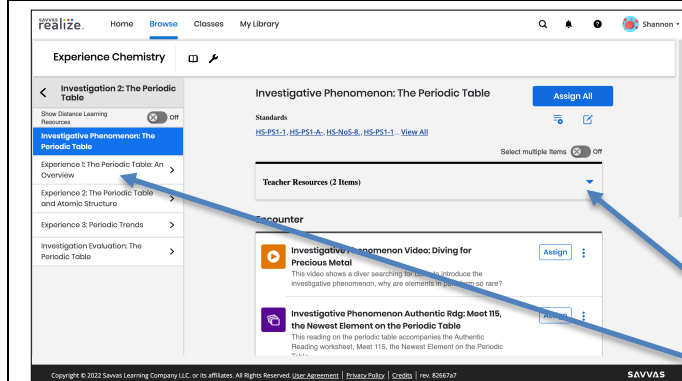 SAVVAS
realize
Home
Browse
Classes
My Library
Shannon
Experience Chemistry
Investigation 2: The Periodic
Table
Show Distance Learning
Resources
Off
Investigative Phenomenon: The
Periodic Table
Experience 1: The Periodic Table: An
Overview
Experience 2: The Periodic Table
and Atomic Structure
Experience 3: Periodic Trends
Investigation Evaluation: The
Periodic Table
Investigative Phenomenon: The Periodic Table
Assign All
Standards
HS-PS1-1, HS-PS1-A-, HS-NoS-8,, HS-PS1-1... View All
Select multiple Items
Off
Teacher Resources (2 Items)
Encounter
Investigative Phenomenon Video: Diving for
Precious Metal
Assign
This video shows a diver searching for to introduce the
investigative phenomenon, why are elements in form so rare?
Investigative Phenomenon Authentic Rdg: Meet 115,
the Newest Element on the Periodic Table
Assign
This reading on the periodic table accompanies the Authentic
Reading worksheet, Meet 115, the Newest Element on the Periodic
Copyright © 2022 Savvas Learning Company LLC. or its affiliates. All Rights Reserved. User Agreement | Privacy Policy | Credits | rev. 82667a7
SAVVAS